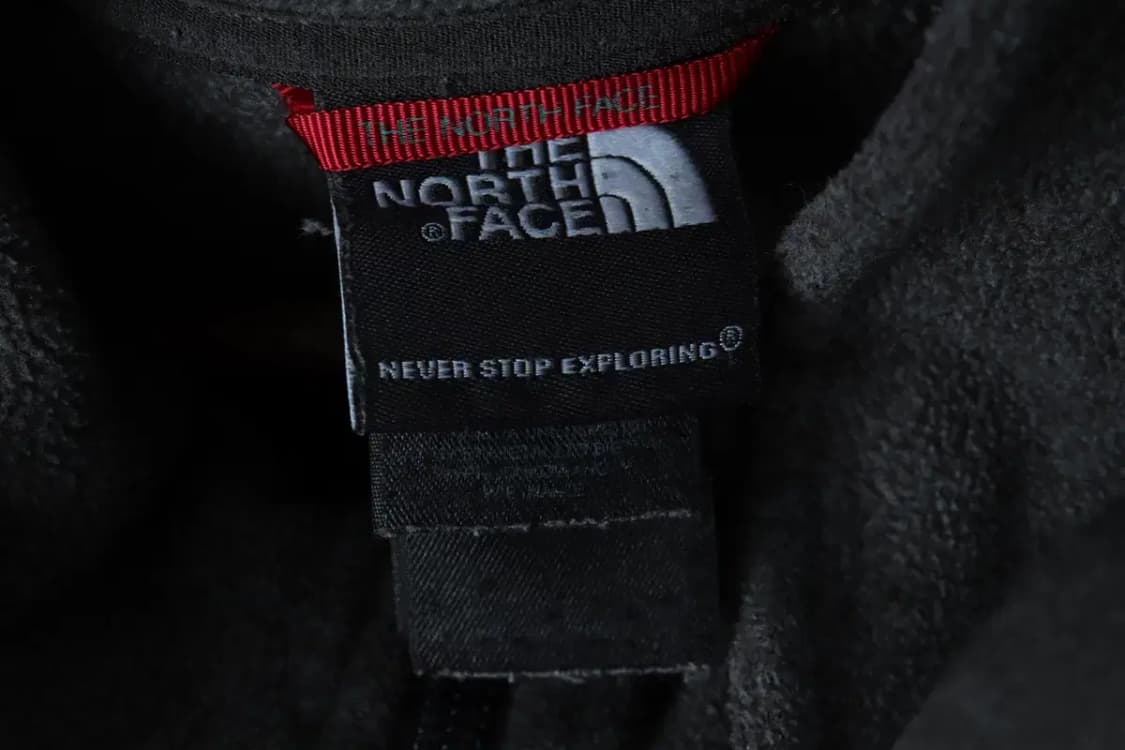 THE NORTH FACE
THE
NORTH
®FACE
NEVER STOP EXPLORING®